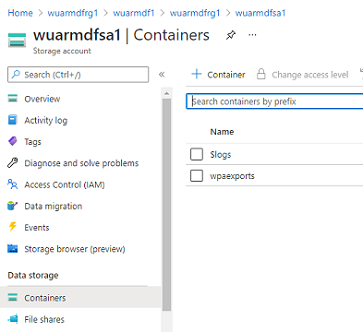 Home > wuarmdfrg1 > wuarmdf1 > wuarmdfrg1 > wuarmdfsa1
wuarmdfsa1 | Containers
Storage account
Search (Ctrl+/)
«
+ Container
Change access level
Overview
Activity log
Tags
Diagnose and solve problems
Access Control (IAM)
Data migration
Events
Storage browser (preview)
Data storage
Containers
File shares
Search containers by prefix
Name
$logs
wpaexports